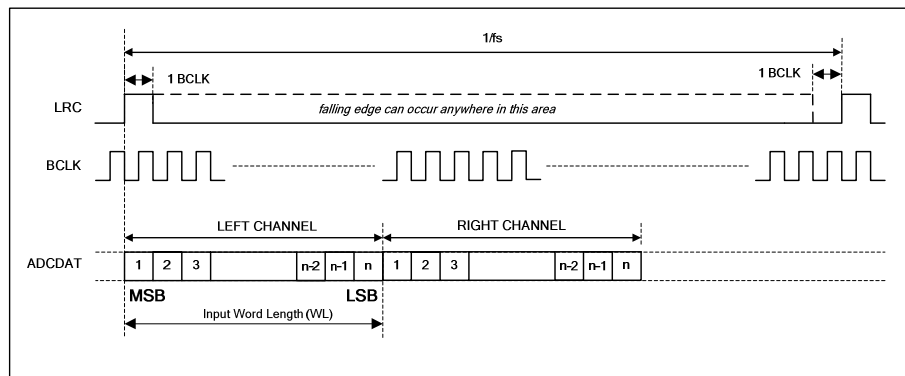 1/fs
1 BCLK
1 BCLK
LRC
falling edge can occur anywhere in this area
BCLK
LEFT CHANNEL
RIGHT CHANNEL
ADCDAT
1 2 3 n-2 n-1 n 1 2 3 n-2 n-1 n
MSB LSB
Input Word Length (WL)